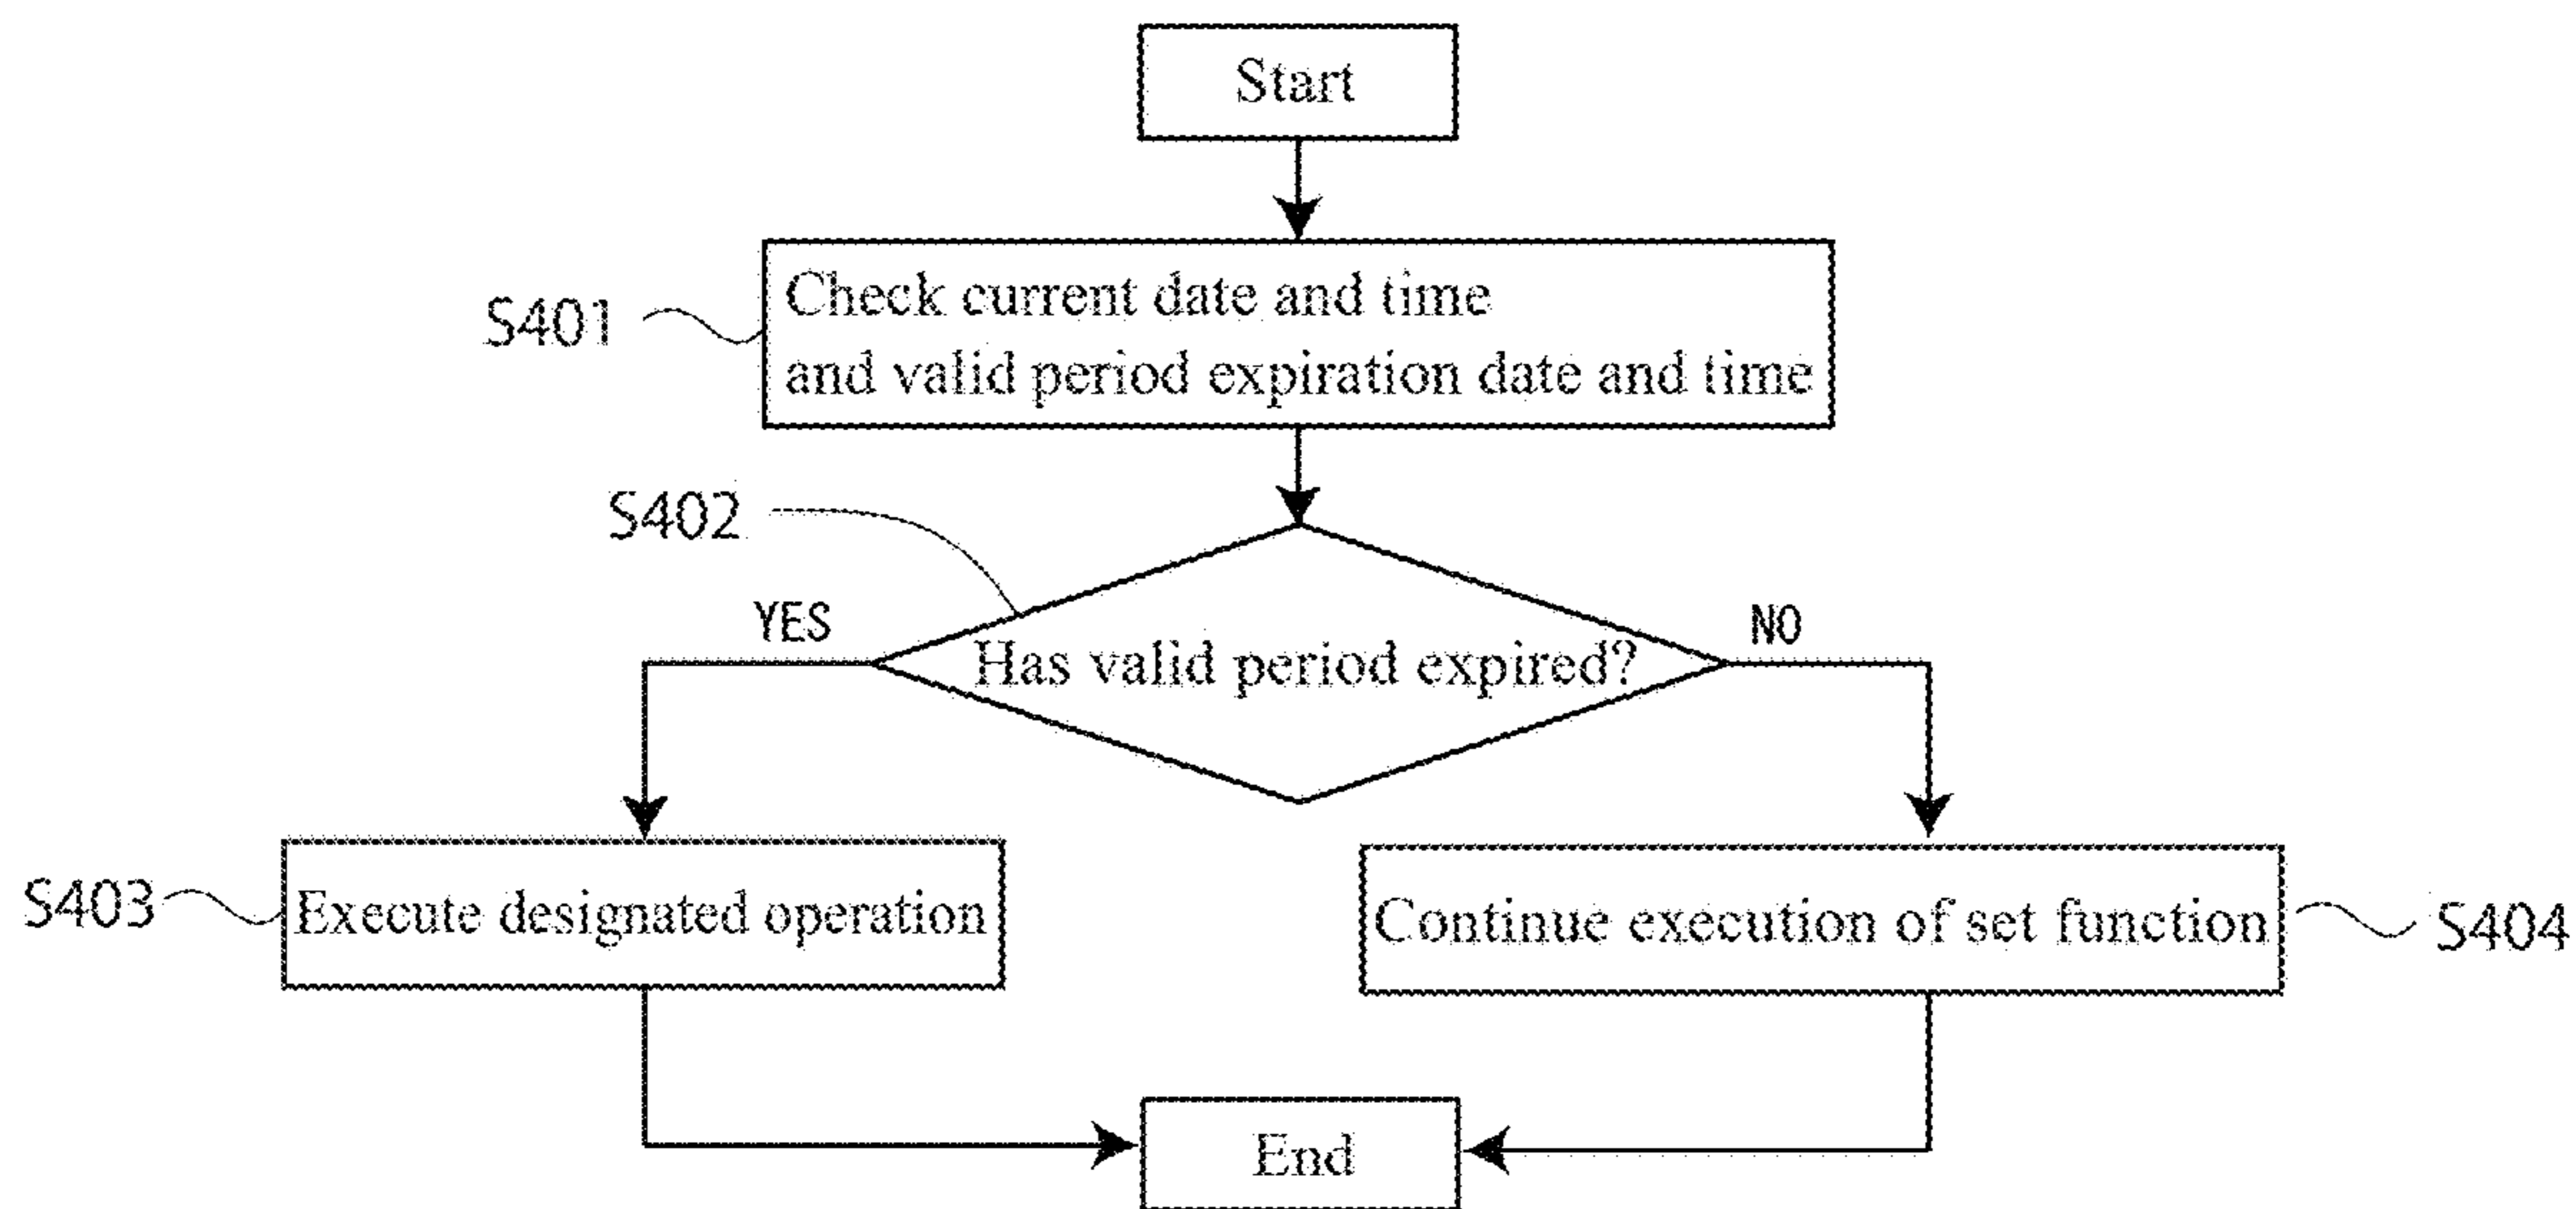 Start
S401
Check current date and time
and valid period expiration date and time
S402
YES
Has valid period expired?
NO
S403
Execute designated operation
Continue execution of set function
S404
End